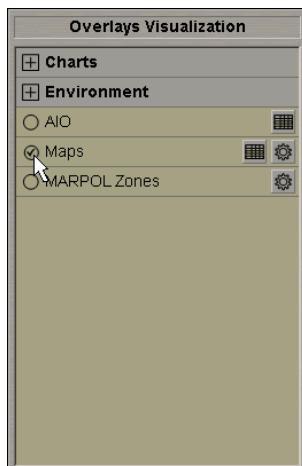 Overlays Visualization
Charts
Environment
AIO
Maps
MARPOL Zones